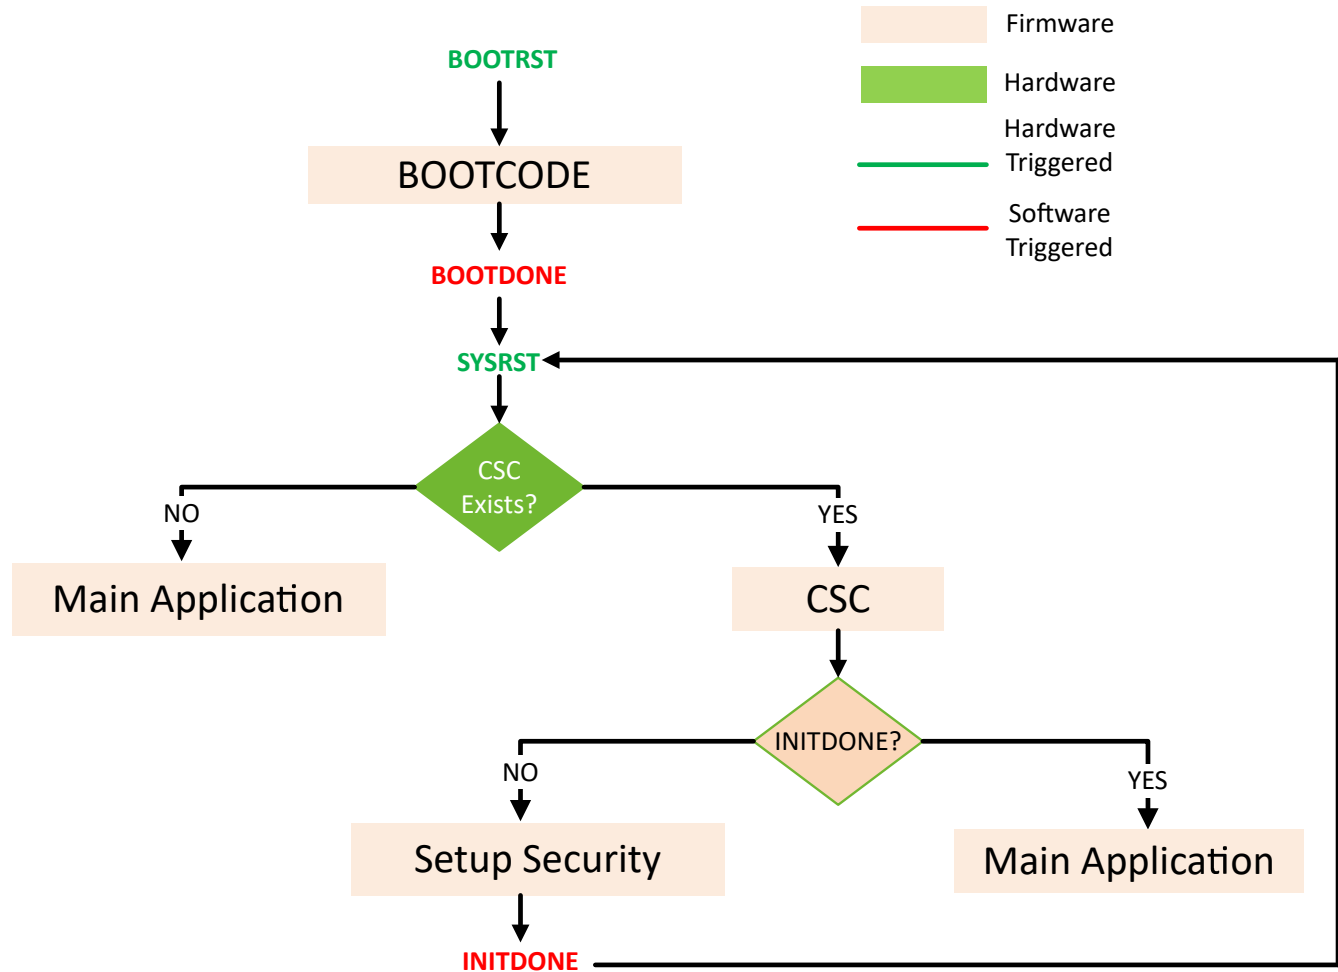 BOOTRST
BOOTCODE
BOOTDONE
SYSRST
CSC
Exists?
NO
YES
Main Application
CSC
INITDONE?
NO
YES
Setup Security
Main Application
INITDONE
Firmware
Hardware
Hardware
Triggered
Software
Triggered